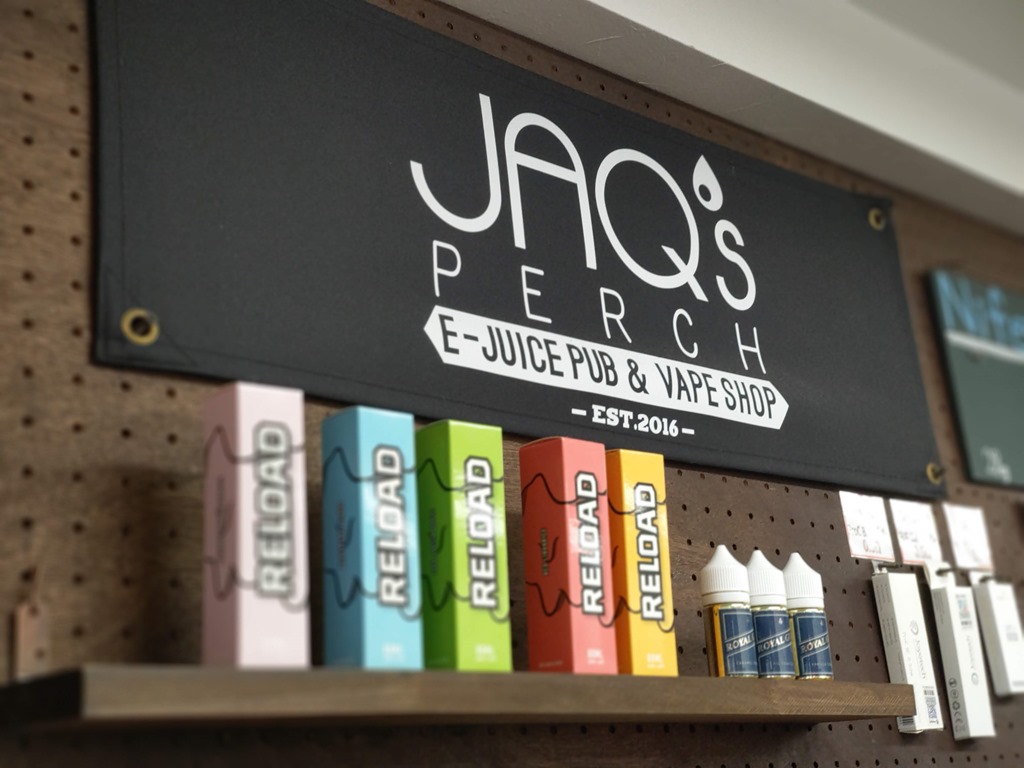 JAQ's
PERCH
E-JUICE PUB & VAPE SHOP
— EST.2016 —
RELOAD
RELOAD
RELOAD
RELOAD
RELOAD
ROYAL
ROYAL
ROYAL